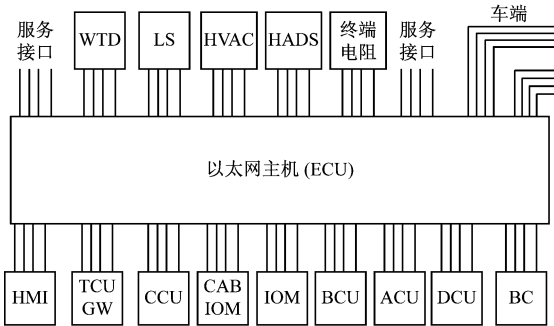 服务
接口
WTD
LS
HVAC
HADS
终端
电阻
服务
接口
车端
以太网主机 (ECU)
HMI
TCU
GW
CCU
CAB
IOM
IOM
BCU
ACU
DCU
BC